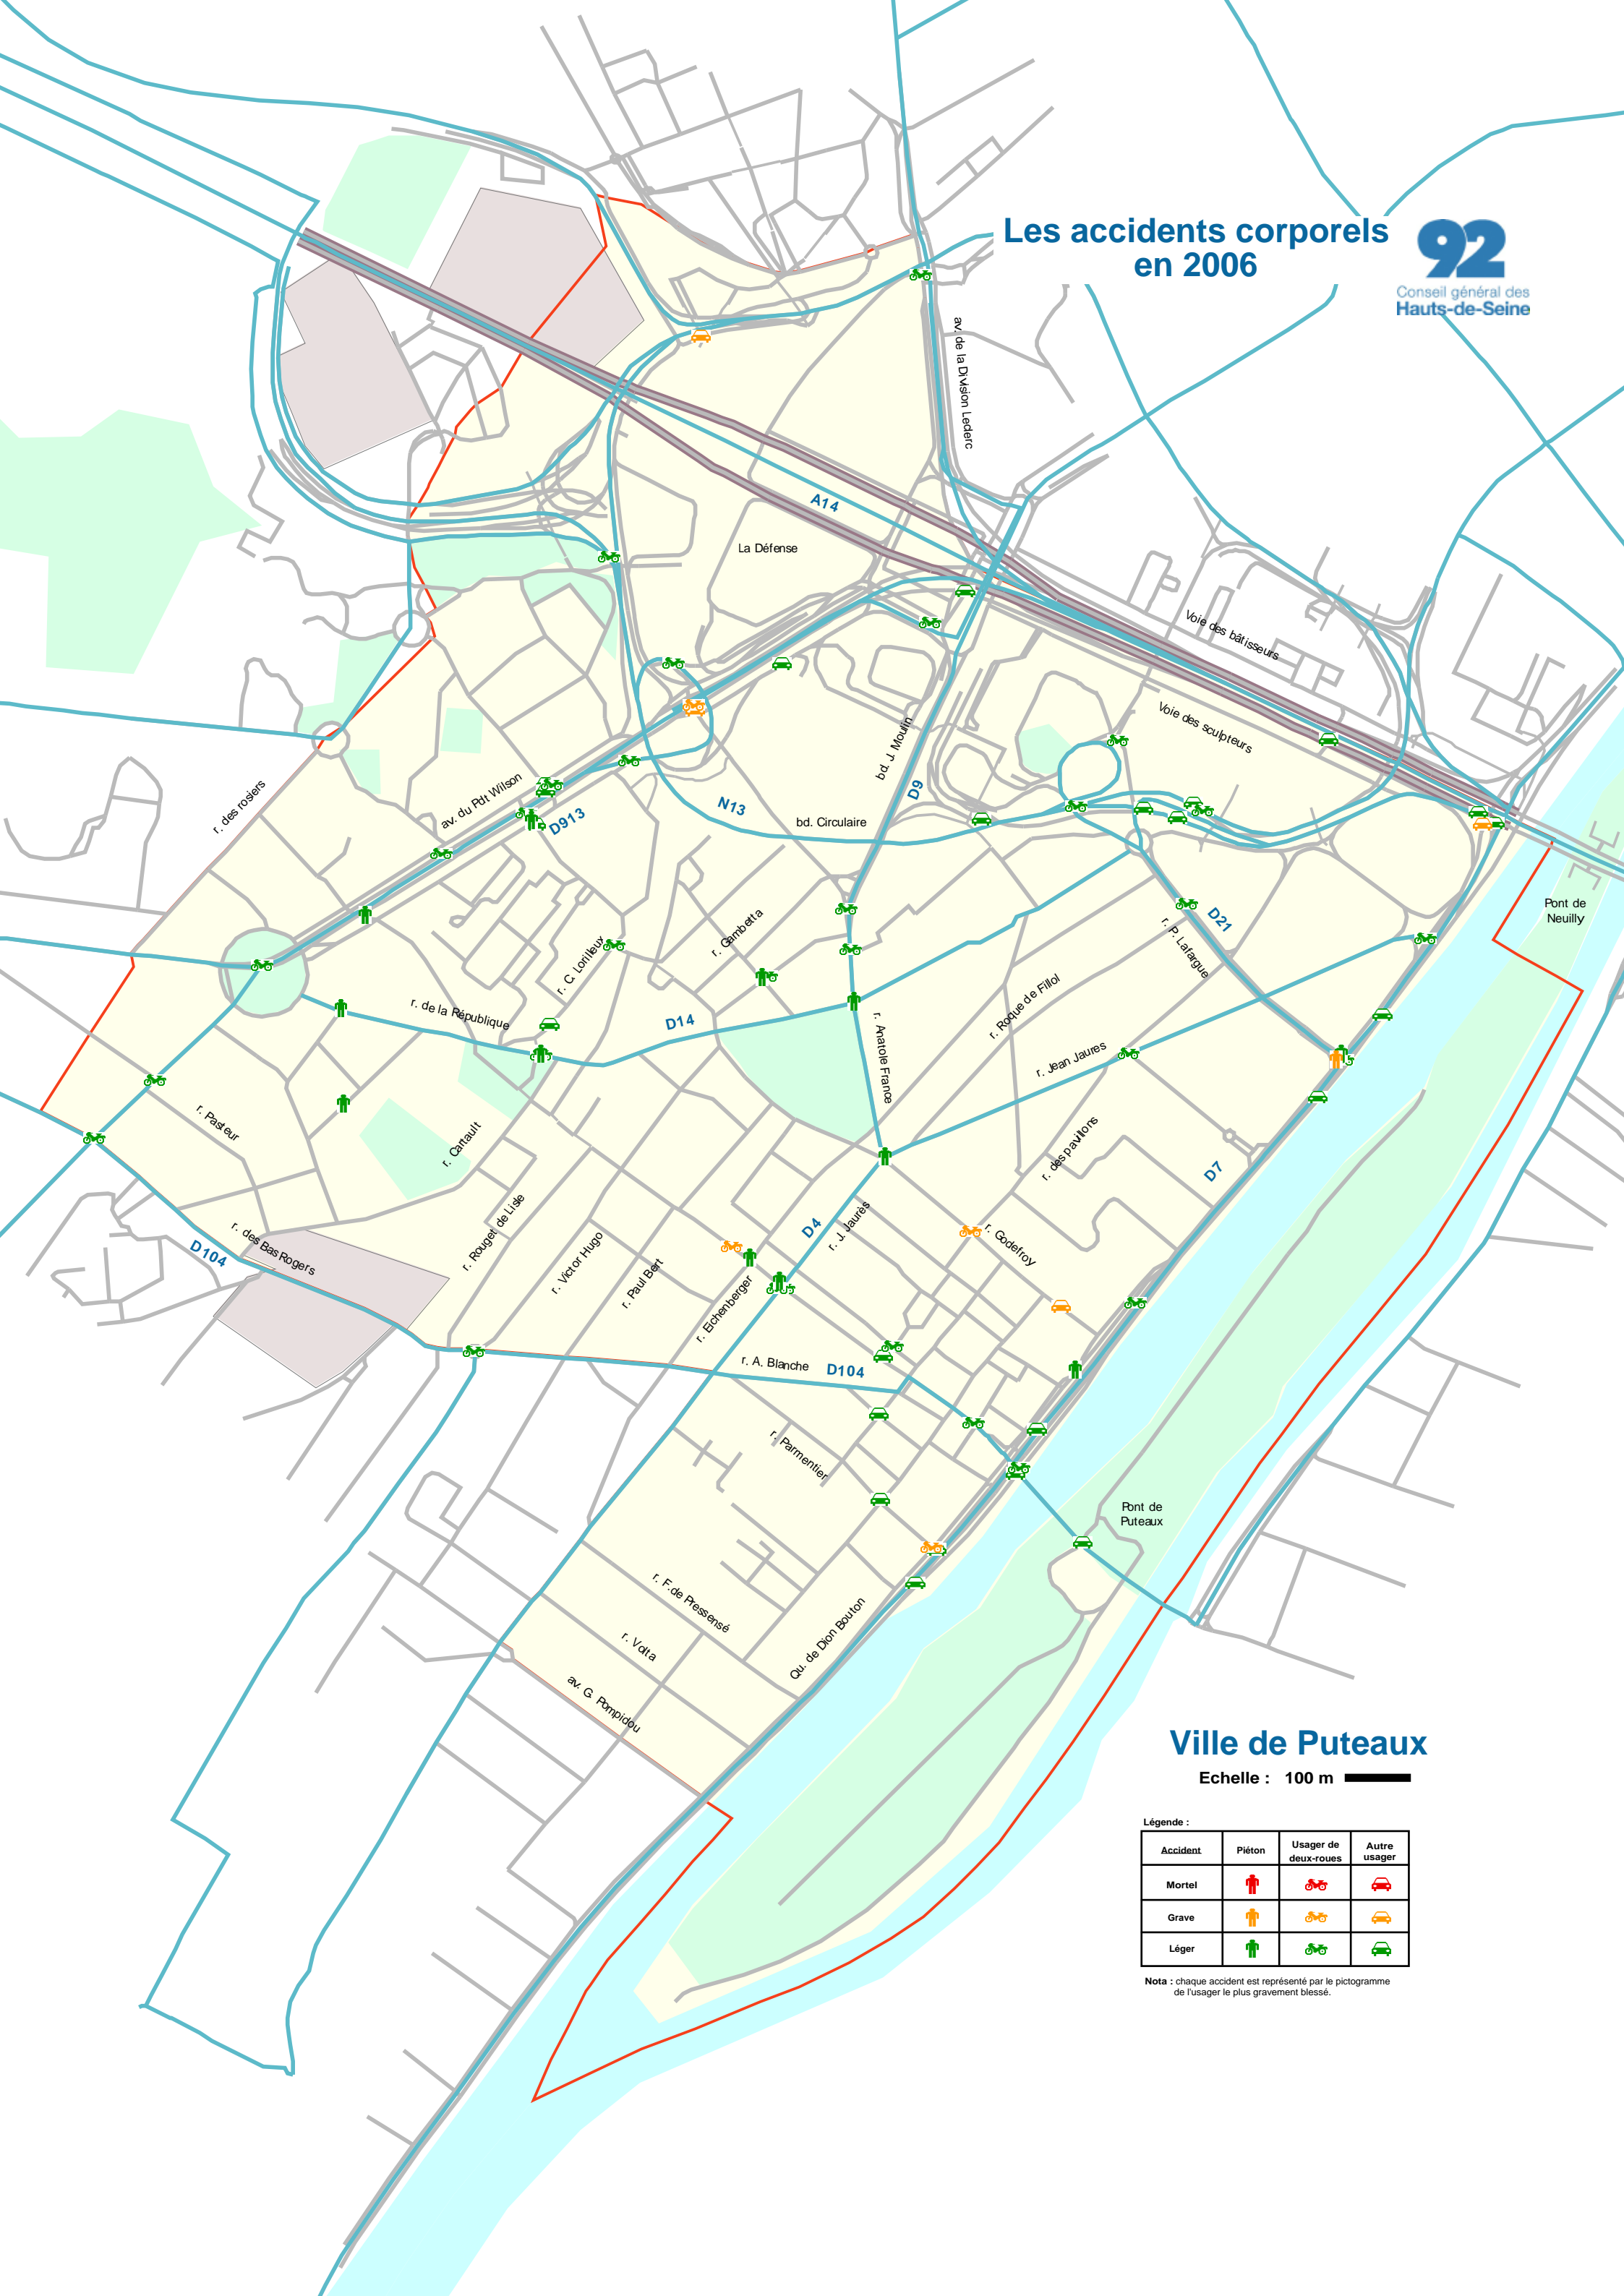 Les accidents corporels
en 2006
92
Conseil général des
Hauts-de-Seine
av. de la Division Leclerc
A14
La Défense
Voie des bâtisseurs
Voie des sculpteurs
bd. J. Moulin
D9
N13
bd. Circulaire
av. du Pdt Wilson
D913
r. des rosiers
Pont de
Neuilly
D21
r. P. Lafargue
r. Gambetta
r. C. Lorilleux
r. de la République
D14
r. Roque de Fillol
r. Anatole France
r. Jean Jaures
r. Pasteur
r. Cartault
r. des pavillons
D7
r. Rouget de Lisle
r. Victor Hugo
r. Paul Bert
r. Eichenberger
D4
r. J. Jaurès
r. Godefroy
r. des Bas Rogers
D104
r. A. Blanche
D104
r. Parmentier
Pont de
Puteaux
r. F. de Pressensé
r. Volta
Qu. de Dion Bouton
av. G. Pompidou
Ville de Puteaux
Echelle : 100 m
Légende :
Accident
Piéton
Usager de
deux-roues
Autre
usager
Mortel
Grave
Léger
Nota : chaque accident est représenté par le pictogramme
de l'usager le plus gravement blessé.